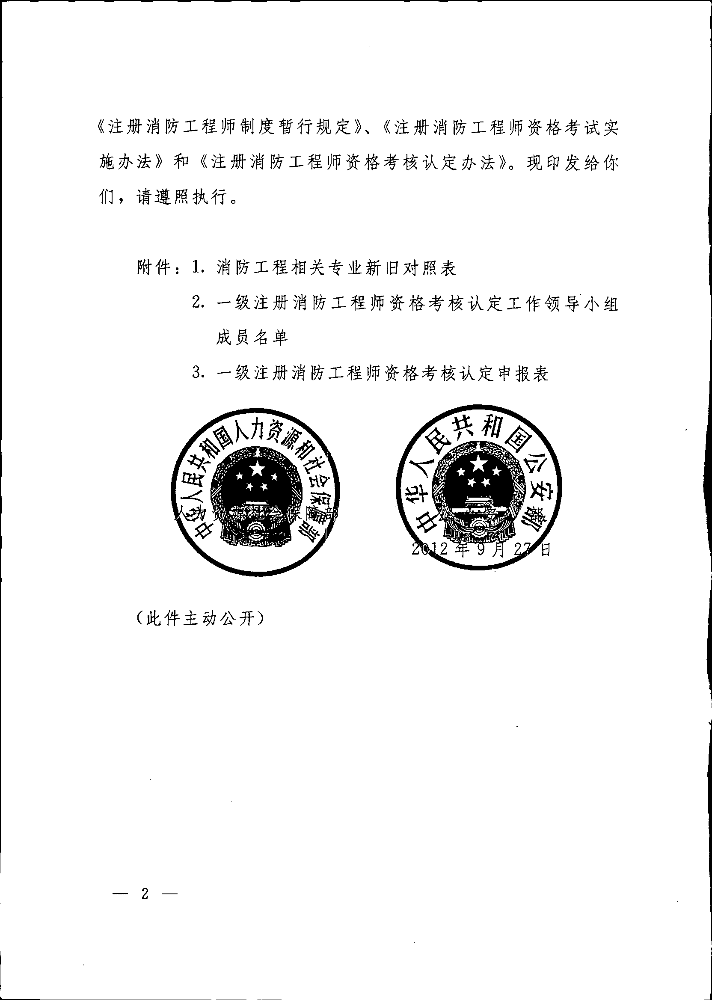 《注册消防工程师制度暂行规定》、《注册消防工程师资格考试实
施办法》和《注册消防工程师资格考核认定办法》。现印发给你
们，请遵照执行。
附件：1. 消防工程相关专业新旧对照表
2. 一级注册消防工程师资格考核认定工作领导小组
成员名单
3. 一级注册消防工程师资格考核认定申报表
中华人民共和国人力资源和社会保障部
人力资源社会保障部
中华人民共和国公安部
公安部
2012年9月27日
（此件主动公开）
— 2 —